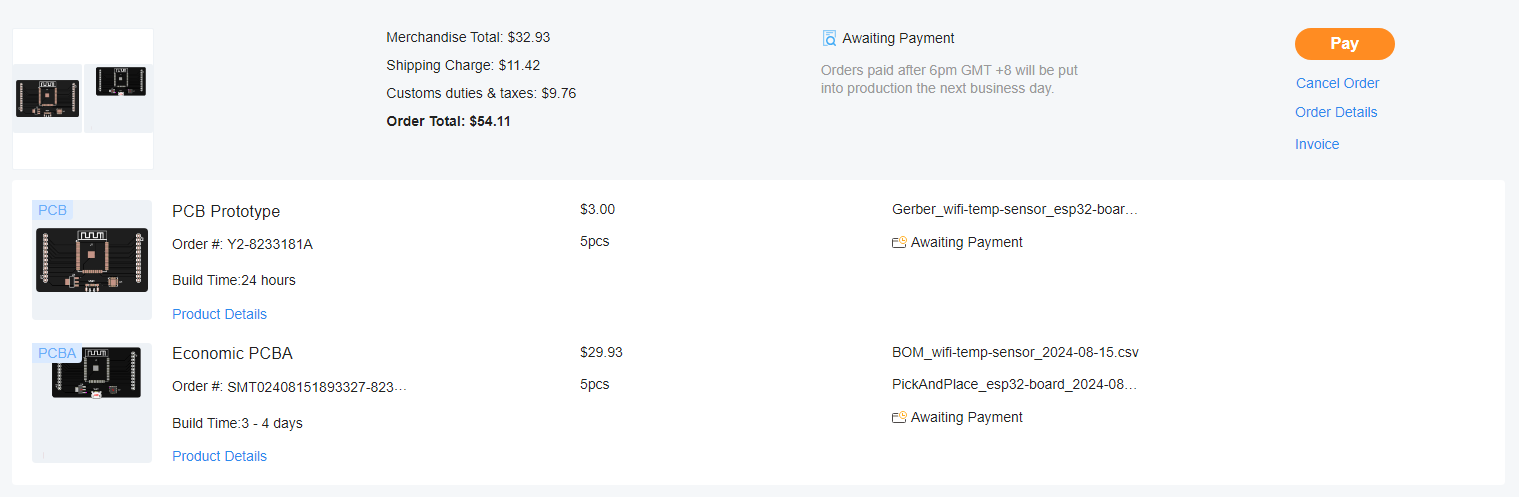 Merchandise Total: $32.93
Shipping Charge: $11.42
Customs duties & taxes: $9.76
Order Total: $54.11
Awaiting Payment
Orders paid after 6pm GMT +8 will be put
into production the next business day.
Pay
Cancel Order
Order Details
Invoice
PCB
PCB Prototype
Order #: Y2-8233181A
Build Time:24 hours
Product Details
$3.00
5pcs
Gerber_wifi-temp-sensor_esp32-boar…
Awaiting Payment
PCBA
Economic PCBA
Order #: SMT02408151893327-823…
Build Time:3 - 4 days
Product Details
$29.93
5pcs
BOM_wifi-temp-sensor_2024-08-15.csv
PickAndPlace_esp32-board_2024-08…
Awaiting Payment